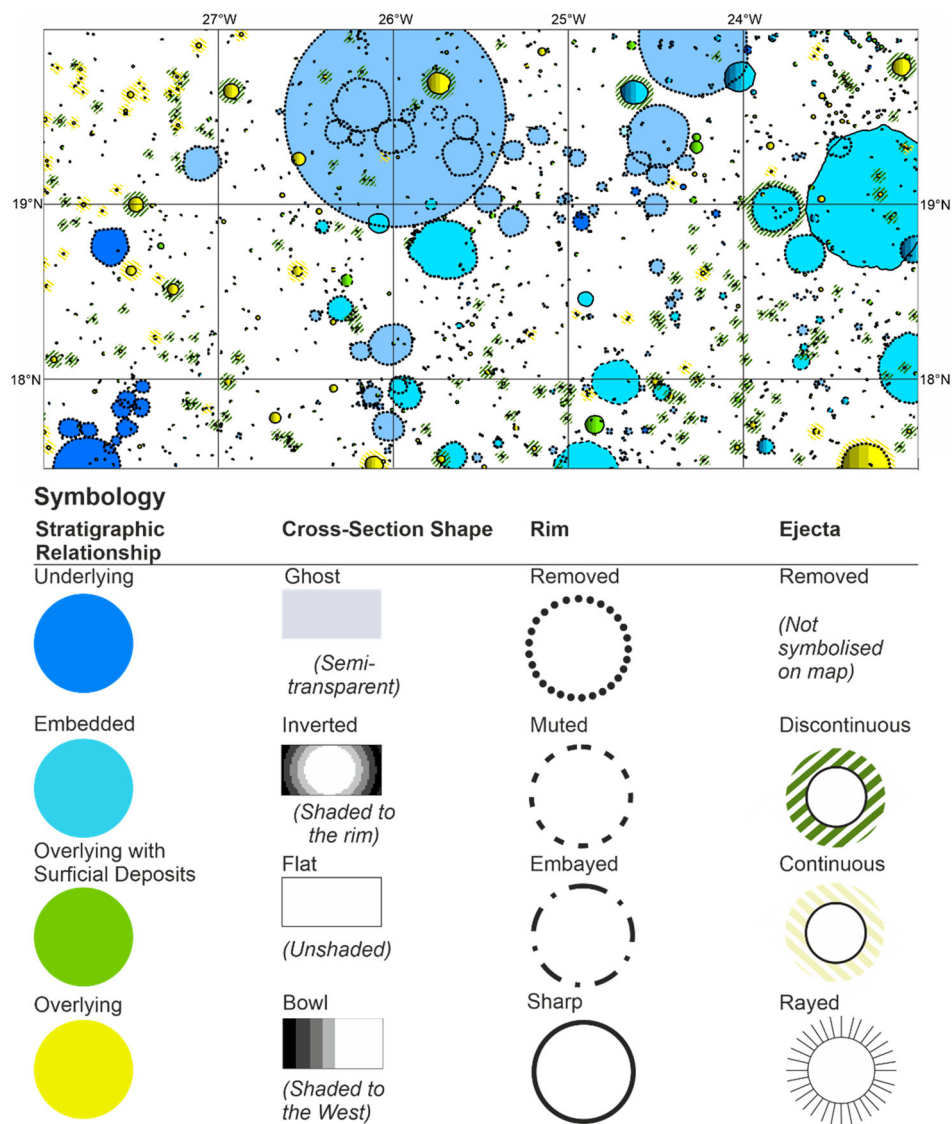 27°W 26°W 25°W 24°W
19°N 19°N
18°N 18°N
Symbology
Stratigraphic Relationship Cross-Section Shape Rim Ejecta
Underlying Ghost Removed Removed
(Semi-transparent)
(Not symbolised on map)
Embedded Inverted Muted Discontinuous
(Shaded to the rim)
Overlying with Surficial Deposits Flat Embayed Continuous
(Unshaded)
Overlying Bowl Sharp Rayed
(Shaded to the West)